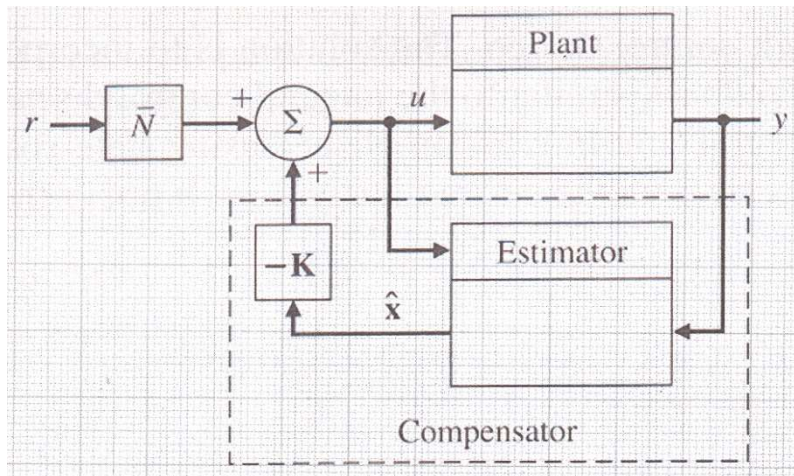 Plant
r
N̄
+
Σ
u
y
+
−K
Estimator
x̂
Compensator